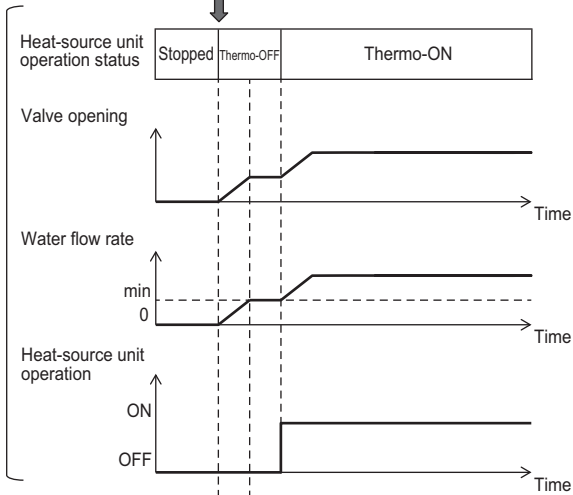 Heat-source unit
operation status
Stopped
Thermo-OFF
Thermo-ON
Valve opening
Time
Water flow rate
min
0
Time
Heat-source unit
operation
ON
OFF
Time